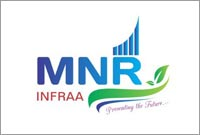 MNR
INFRAA
Promoting the Future...